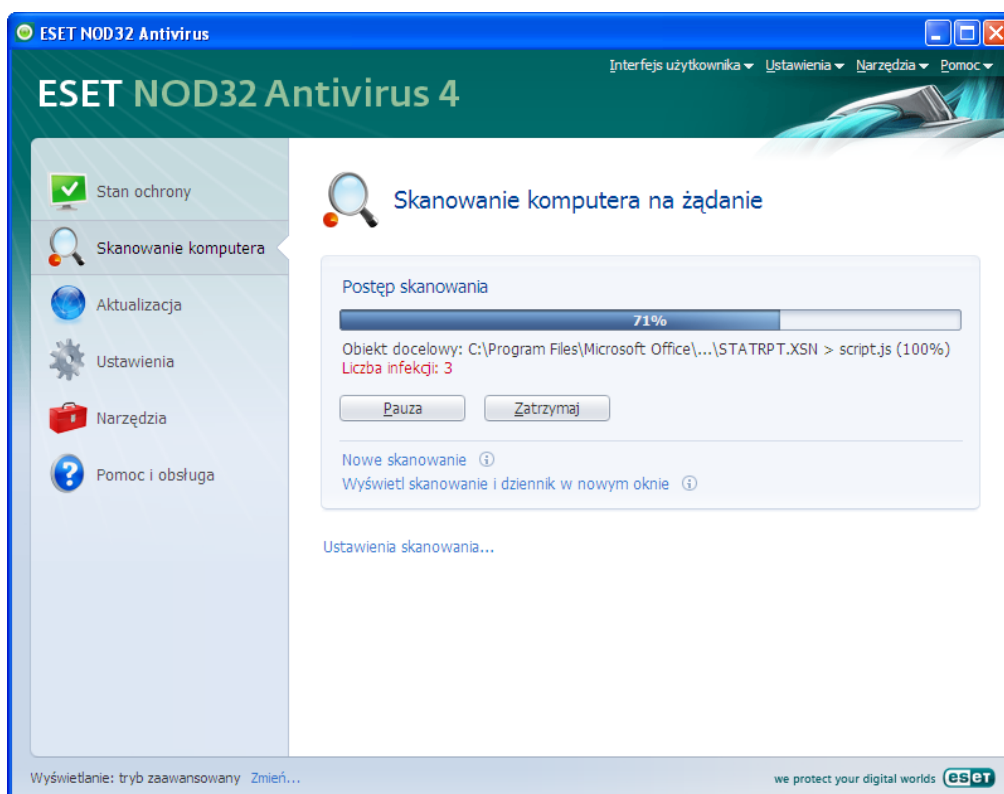 ESET NOD32 Antivirus
Interfejs użytkownika Ustawienia Narzędzia Pomoc
ESET NOD32 Antivirus 4
Stan ochrony
Skanowanie komputera
Aktualizacja
Ustawienia
Narzędzia
Pomoc i obsługa
Skanowanie komputera na żądanie
Postęp skanowania
71%
Obiekt docelowy: C:\Program Files\Microsoft Office\...\STATRPT.XSN > script.js (100%)
Liczba infekcji: 3
Pauza Zatrzymaj
Nowe skanowanie
Wyświetl skanowanie i dziennik w nowym oknie
Ustawienia skanowania...
Wyświetlanie: tryb zaawansowany Zmień...
we protect your digital worlds eset